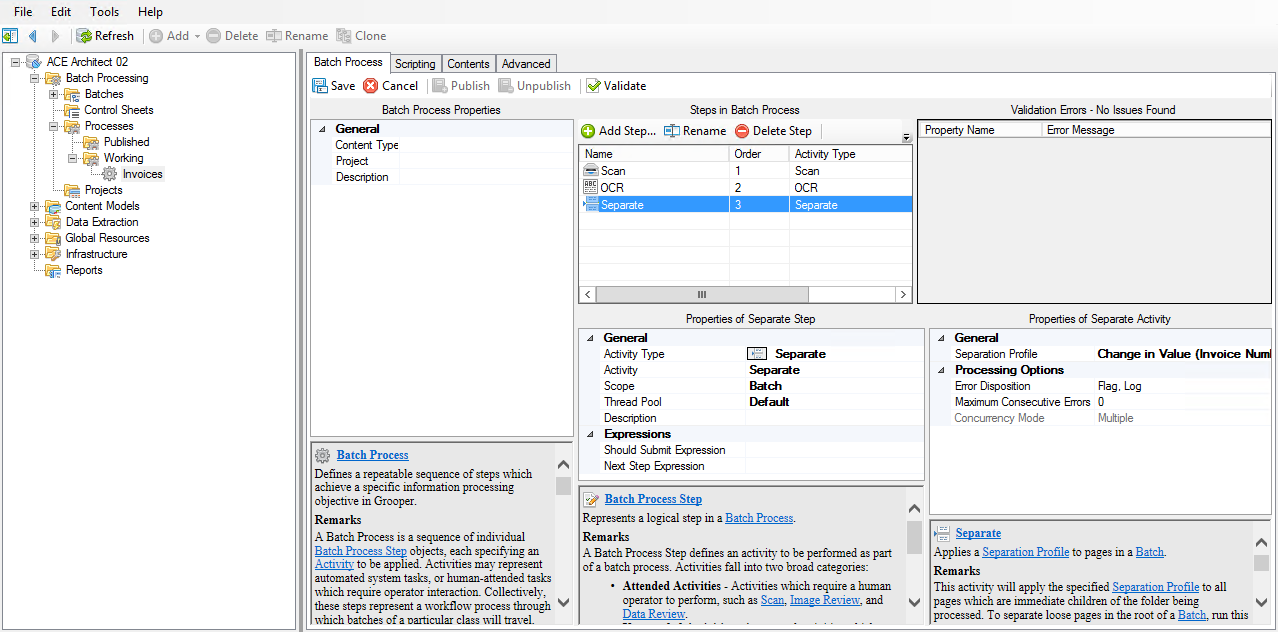 File Edit Tools Help
Refresh Add Delete Rename Clone
ACE Architect 02
Batch Processing
Batches
Control Sheets
Processes
Published
Working
Invoices
Projects
Content Models
Data Extraction
Global Resources
Infrastructure
Reports
Batch Process Scripting Contents Advanced
Save Cancel Publish Unpublish Validate
Batch Process Properties
General
Content Type
Project
Description
Batch Process
Defines a repeatable sequence of steps which
achieve a specific information processing
objective in Grooper.
Remarks
A Batch Process is a sequence of individual
Batch Process Step objects, each specifying an
Activity to be applied. Activities may represent
automated system tasks, or human-attended tasks
which require operator interaction. Collectively,
these steps represent a workflow process through
which batches of a particular class will travel.
Steps in Batch Process
Add Step... Rename Delete Step
Name Order Activity Type
Scan 1 Scan
ABC OCR 2 OCR
Separate 3 Separate
Properties of Separate Step
General
Activity Type Separate
Activity Separate
Scope Batch
Thread Pool Default
Description
Expressions
Should Submit Expression
Next Step Expression
Batch Process Step
Represents a logical step in a Batch Process.
Remarks
A Batch Process Step defines an activity to be performed as part
of a batch process. Activities fall into two broad categories:
• Attended Activities - Activities which require a human
operator to perform, such as Scan, Image Review, and
Data Review.
Validation Errors - No Issues Found
Property Name Error Message
Properties of Separate Activity
General
Separation Profile Change in Value (Invoice Num
Processing Options
Error Disposition Flag, Log
Maximum Consecutive Errors 0
Concurrency Mode Multiple
Separate
Applies a Separation Profile to pages in a Batch.
Remarks
This activity will apply the specified Separation Profile to all
pages which are immediate children of the folder being
processed. To separate loose pages in the root of a Batch, run this